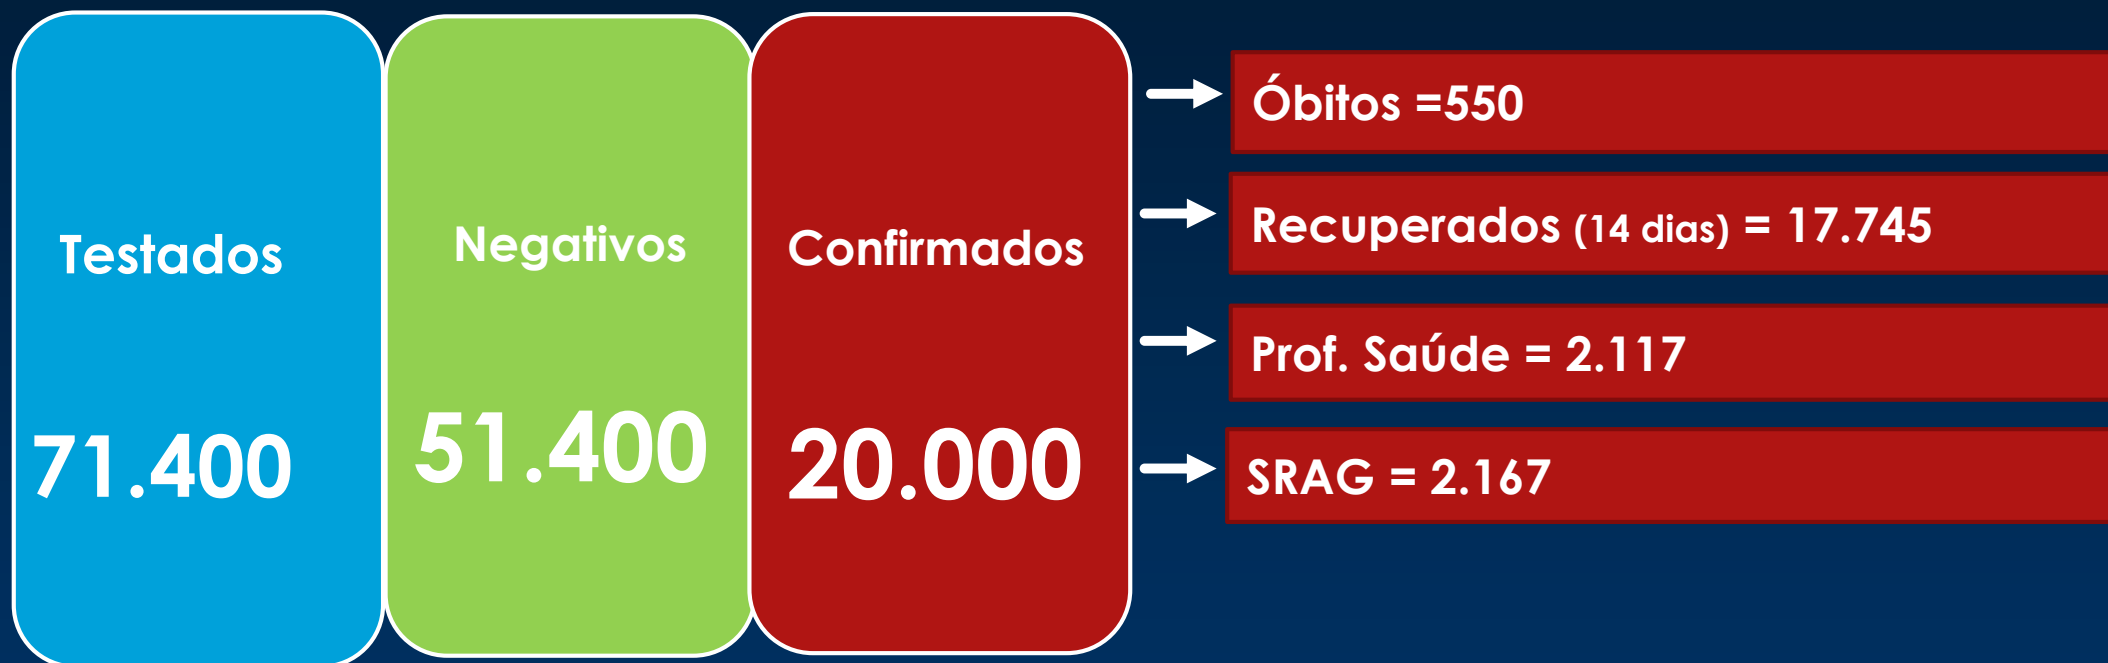 Testados
71.400
Negativos
51.400
Confirmados
20.000
Óbitos =550
Recuperados (14 dias) = 17.745
Prof. Saúde = 2.117
SRAG = 2.167